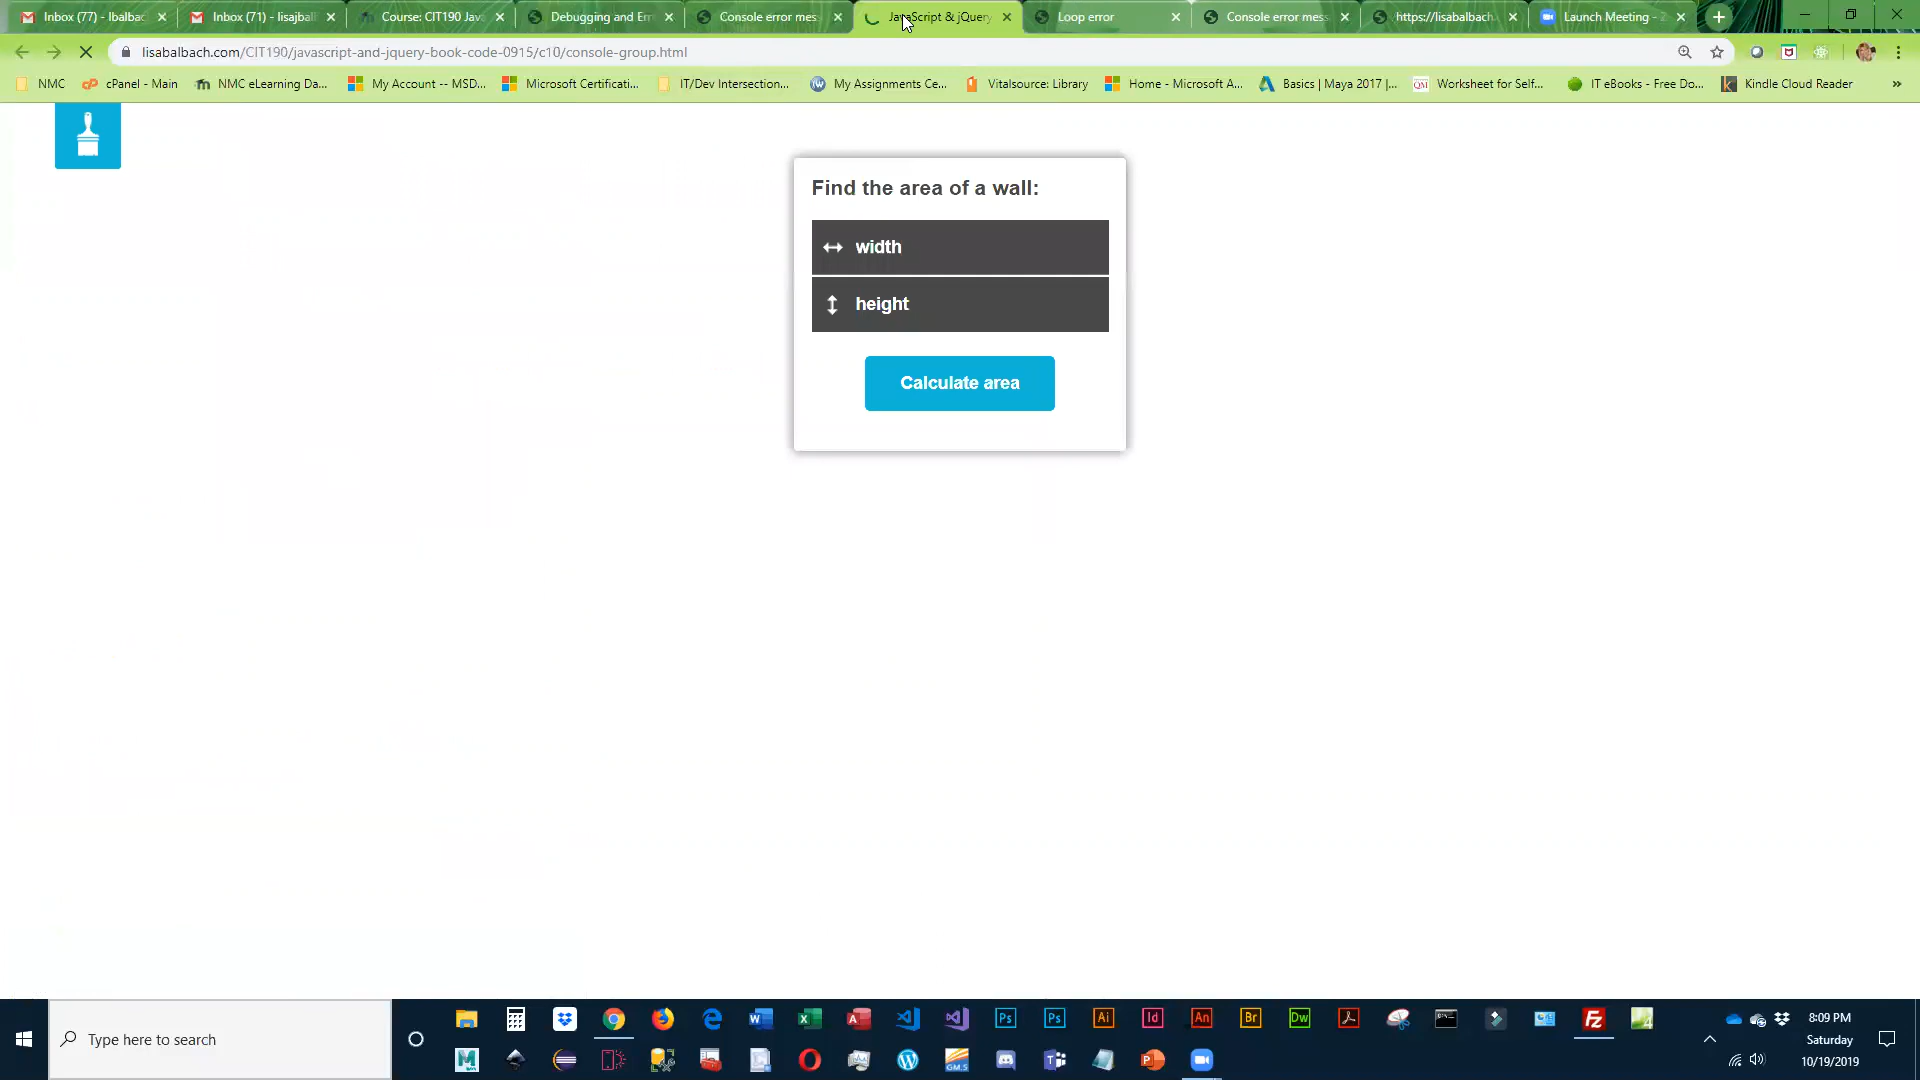 Inbox (77) - lbalbac
Inbox (71) - lisajball
Course: CIT190 Jav
Debugging and Err
Console error mes
JavaScript & jQuery
Loop error
Console error mess
https://lisabalbach.
Launch Meeting - Z
lisabalbach.com/CIT190/javascript-and-jquery-book-code-0915/c10/console-group.html
NMC
cPanel - Main
NMC eLearning Da...
My Account -- MSD...
Microsoft Certificati...
IT/Dev Intersection...
My Assignments Ce...
Vitalsource: Library
Home - Microsoft A...
Basics | Maya 2017 |...
QM
Worksheet for Self...
IT eBooks - Free Do...
Kindle Cloud Reader
»
Find the area of a wall:
width
height
Calculate area
Type here to search
8:09 PM
Saturday
10/19/2019